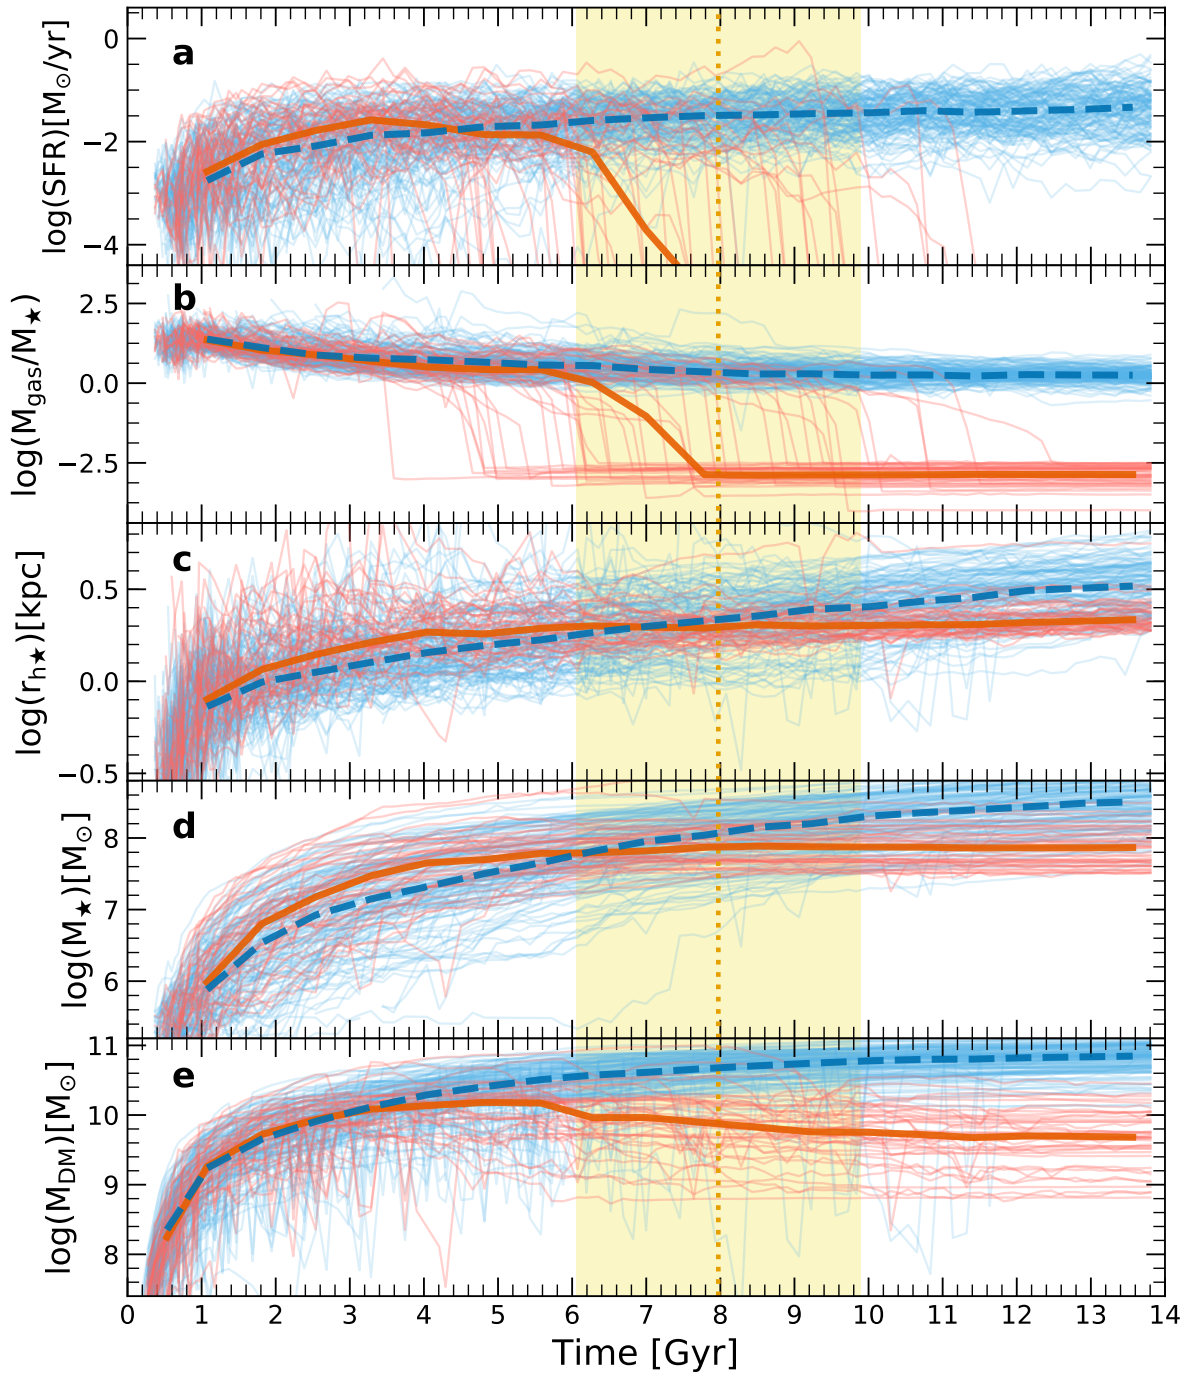 a
log(SFR)[M⊙/yr]
0
−2
−4
b
log(Mgas/M★)
2.5
0.0
−2.5
c
log(rh★)[kpc]
0.5
0.0
−0.5
d
log(M★)[M⊙]
8
7
6
e
log(MDM)[M⊙]
11
10
9
8
0 1 2 3 4 5 6 7 8 9 10 11 12 13 14
Time [Gyr]